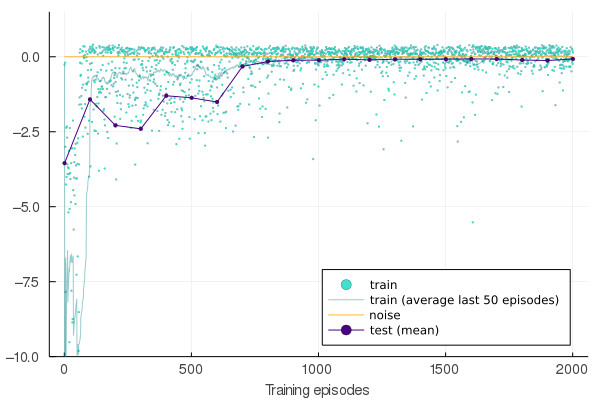 0.0
−2.5
−5.0
−7.5
−10.0
0
500
1000
1500
2000
Training episodes
train
train (average last 50 episodes)
noise
test (mean)